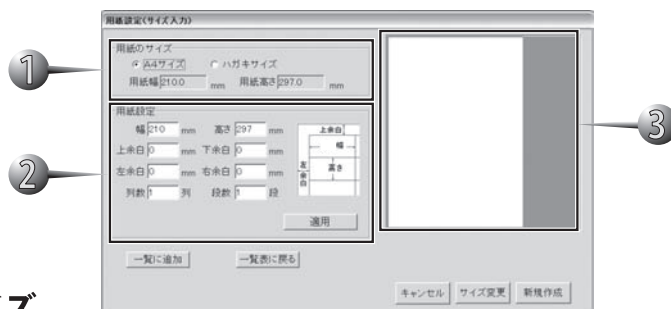 用紙設定(サイズ入力)
用紙のサイズ
A4サイズ ハガキサイズ
用紙幅 210.0 mm 用紙高さ 297.0 mm
用紙設定
幅 210 mm 高さ 297 mm
上余白 0 mm 下余白 0 mm
左余白 0 mm 右余白 0 mm
列数 1 列 段数 1 段
上余白
幅
左余白
高さ
適用
一覧に追加 一覧表に戻る
キャンセル サイズ変更 新規作成
1
2
3
ズ